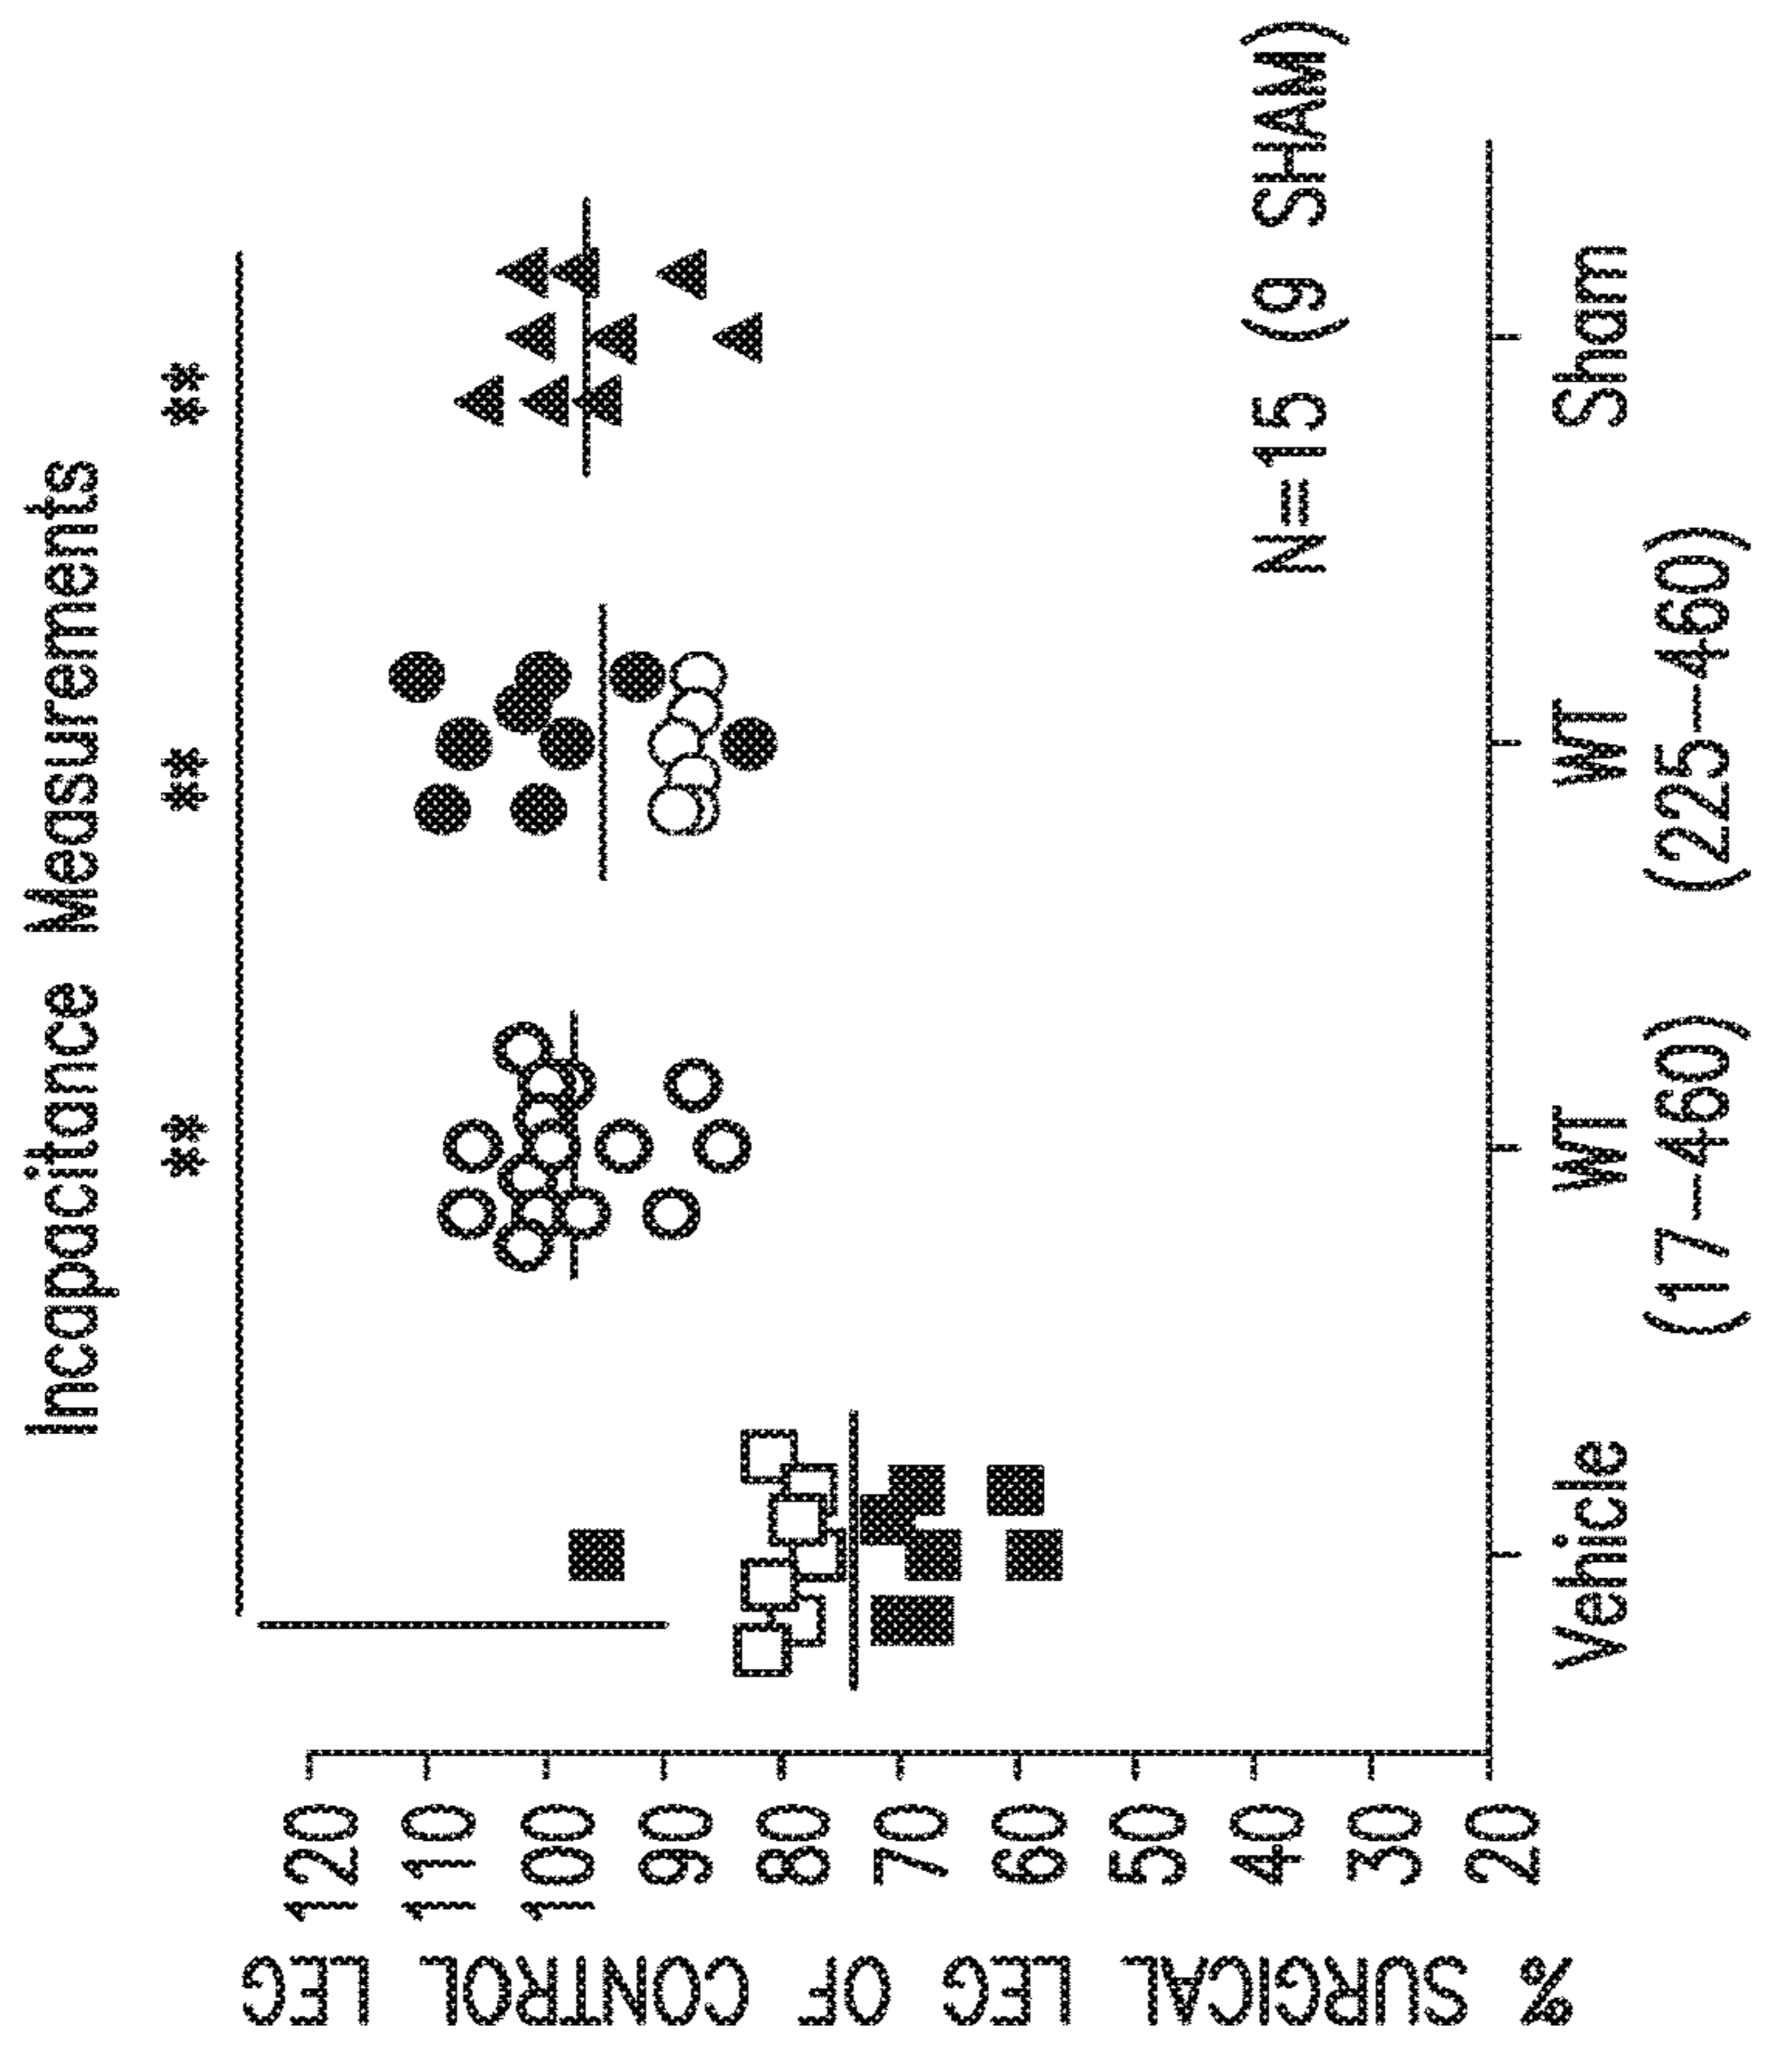 Incapacitance Measurements
** ** **
% SURGICAL LEG OF CONTROL LEG
120
110
100
90
80
70
60
50
40
30
20
N=15 (9 SHAM)
Vehicle WT WT Sham
(17-460) (225-460)